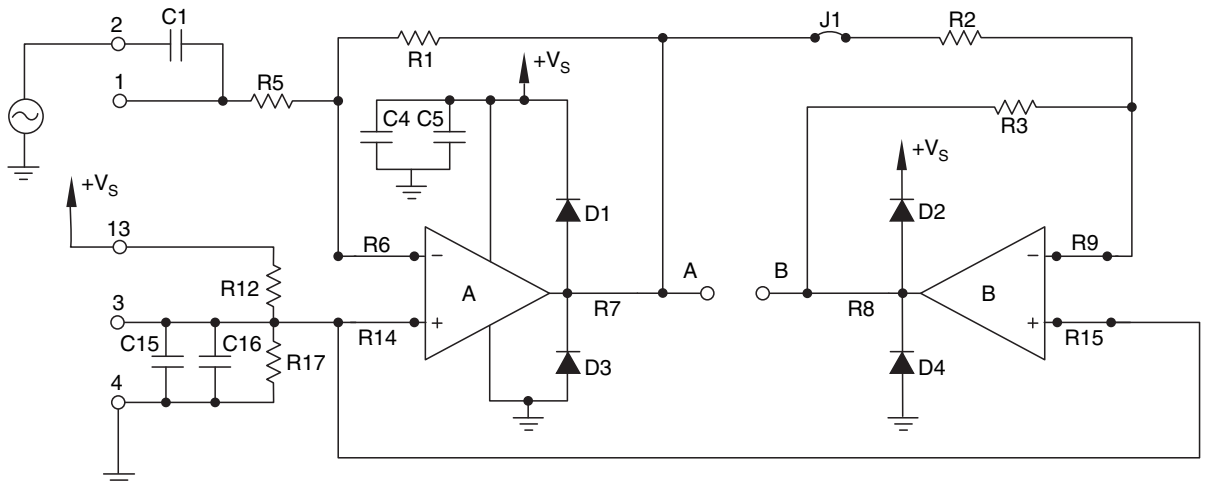 2
C1
J1
R2
R1
+VS
1
R5
C4
C5
R3
+VS
+VS
D1
D2
13
R6
−
A
B
−
R9
R12
A
R7
R8
B
3
+
R14
+
R15
C15
C16
R17
D3
D4
4